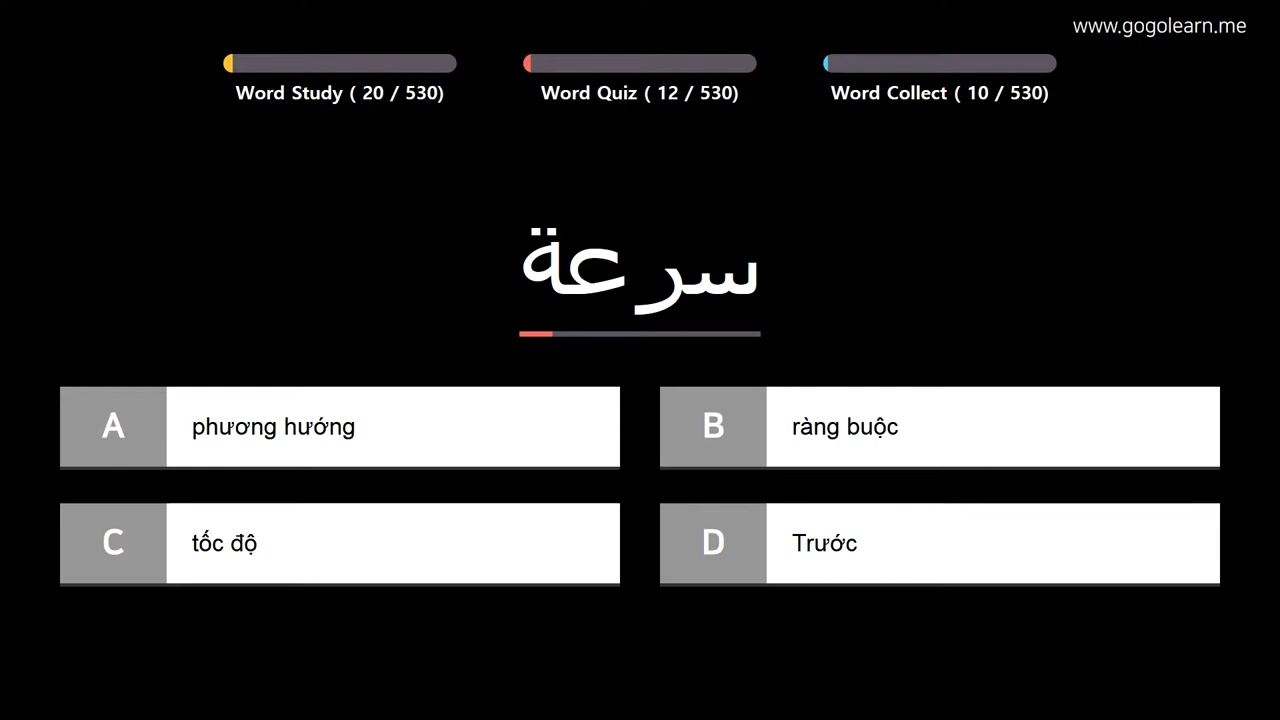 www.gogolearn.me
Word Study ( 20 / 530)
Word Quiz ( 12 / 530)
Word Collect ( 10 / 530)
سرعة
A phương hướng
B ràng buộc
C tốc độ
D Trước